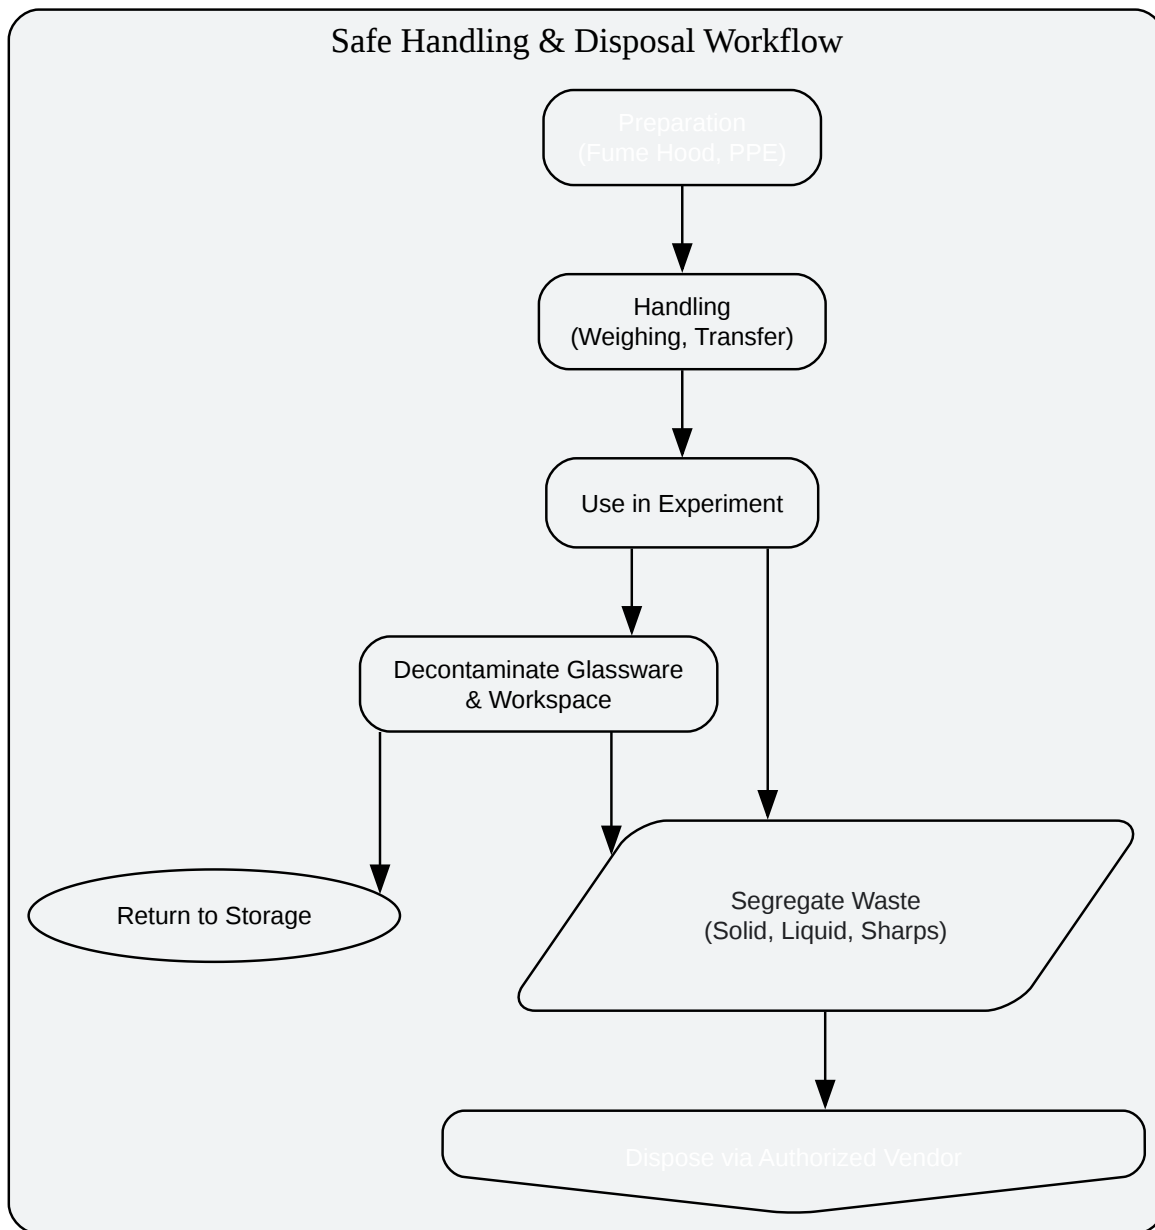 Safe Handling & Disposal Workflow
Preparation
(Fume Hood, PPE)
Handling
(Weighing, Transfer)
Use in Experiment
Decontaminate Glassware
& Workspace
Return to Storage
Segregate Waste
(Solid, Liquid, Sharps)
Dispose via Authorized Vendor